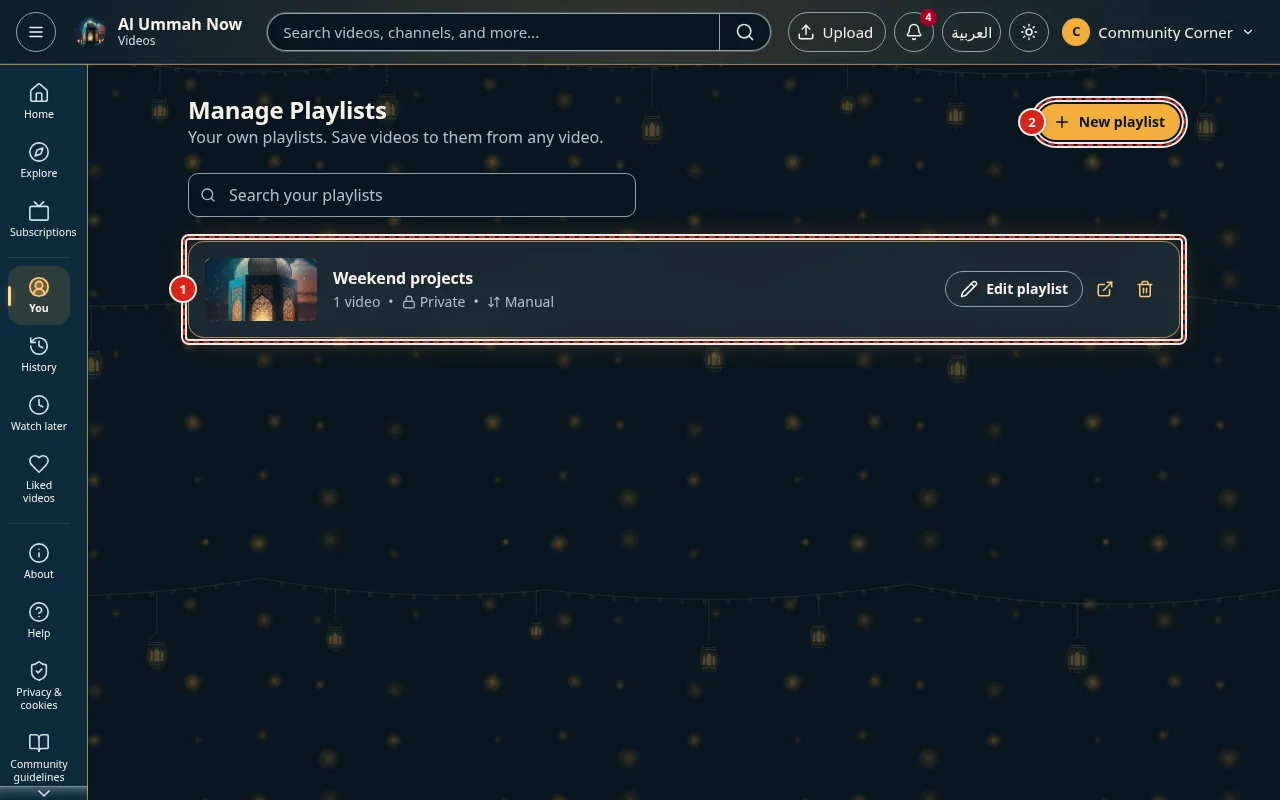 Al Ummah Now
Videos
Search videos, channels, and more...
Upload
4
العربية
C
Community Corner
Home
Explore
Subscriptions
You
History
Watch later
Liked
videos
About
Help
Privacy &
cookies
Community
guidelines
Manage Playlists
Your own playlists. Save videos to them from any video.
2
New playlist
Search your playlists
1
Weekend projects
1 video • Private • Manual
Edit playlist